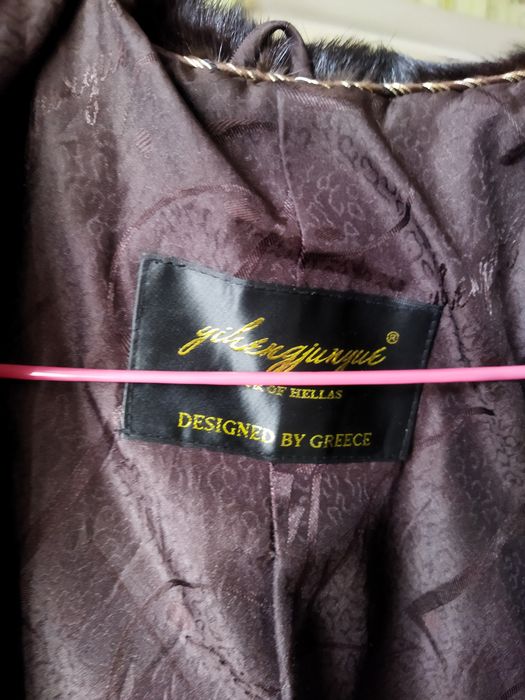 yihengjunyue®
OF HELLAS
DESIGNED BY GREECE